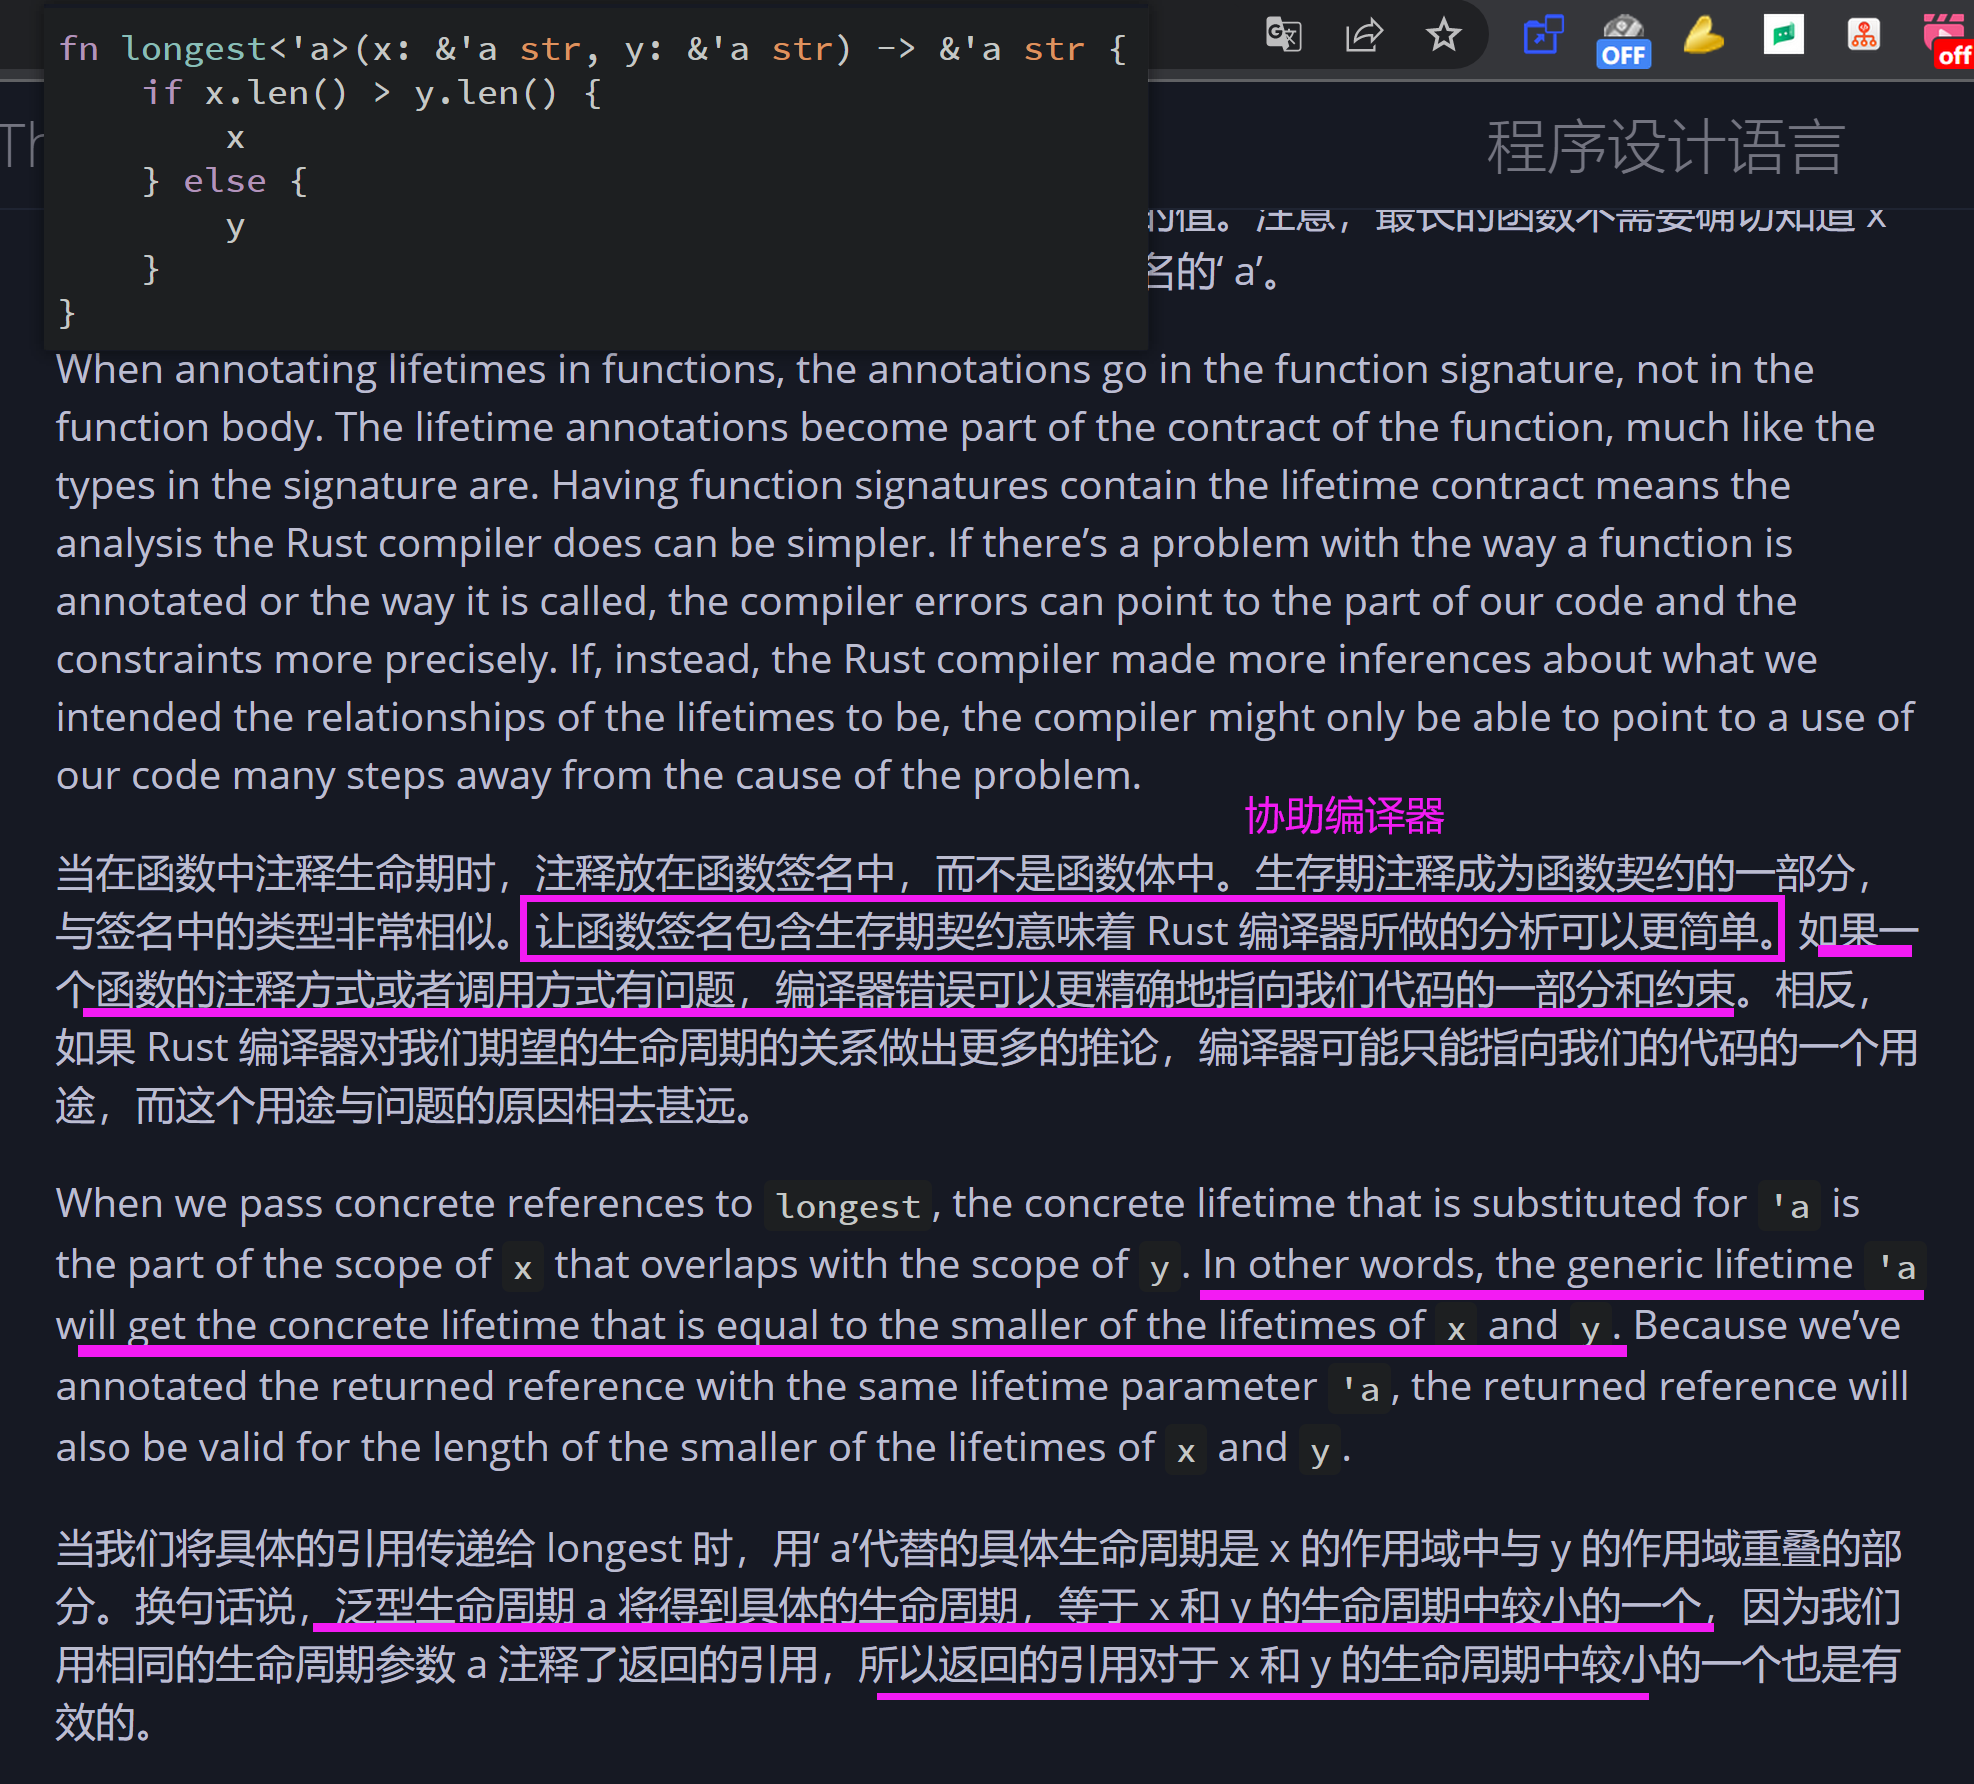 fn longest<'a>(x: &'a str, y: &'a str) -> &'a str {
    if x.len() > y.len() {
        x
    } else {
        y
    }
}
OFF
off
Th
程序设计语言
的值。注意，最长的函数不需要确切知道 x
名的‘ a’。
When annotating lifetimes in functions, the annotations go in the function signature, not in the
function body. The lifetime annotations become part of the contract of the function, much like the
types in the signature are. Having function signatures contain the lifetime contract means the
analysis the Rust compiler does can be simpler. If there’s a problem with the way a function is
annotated or the way it is called, the compiler errors can point to the part of our code and the
constraints more precisely. If, instead, the Rust compiler made more inferences about what we
intended the relationships of the lifetimes to be, the compiler might only be able to point to a use of
our code many steps away from the cause of the problem.
协助编译器
当在函数中注释生命期时，注释放在函数签名中，而不是函数体中。生存期注释成为函数契约的一部分，
与签名中的类型非常相似。让函数签名包含生存期契约意味着 Rust 编译器所做的分析可以更简单。如果一
个函数的注释方式或者调用方式有问题，编译器错误可以更精确地指向我们代码的一部分和约束。相反，
如果 Rust 编译器对我们期望的生命周期的关系做出更多的推论，编译器可能只能指向我们的代码的一个用
途，而这个用途与问题的原因相去甚远。
When we pass concrete references to longest, the concrete lifetime that is substituted for 'a is
the part of the scope of x that overlaps with the scope of y. In other words, the generic lifetime 'a
will get the concrete lifetime that is equal to the smaller of the lifetimes of x and y. Because we’ve
annotated the returned reference with the same lifetime parameter 'a, the returned reference will
also be valid for the length of the smaller of the lifetimes of x and y.
当我们将具体的引用传递给 longest 时，用‘ a’代替的具体生命周期是 x 的作用域中与 y 的作用域重叠的部
分。换句话说，泛型生命周期 a 将得到具体的生命周期，等于 x 和 y 的生命周期中较小的一个，因为我们
用相同的生命周期参数 a 注释了返回的引用，所以返回的引用对于 x 和 y 的生命周期中较小的一个也是有
效的。